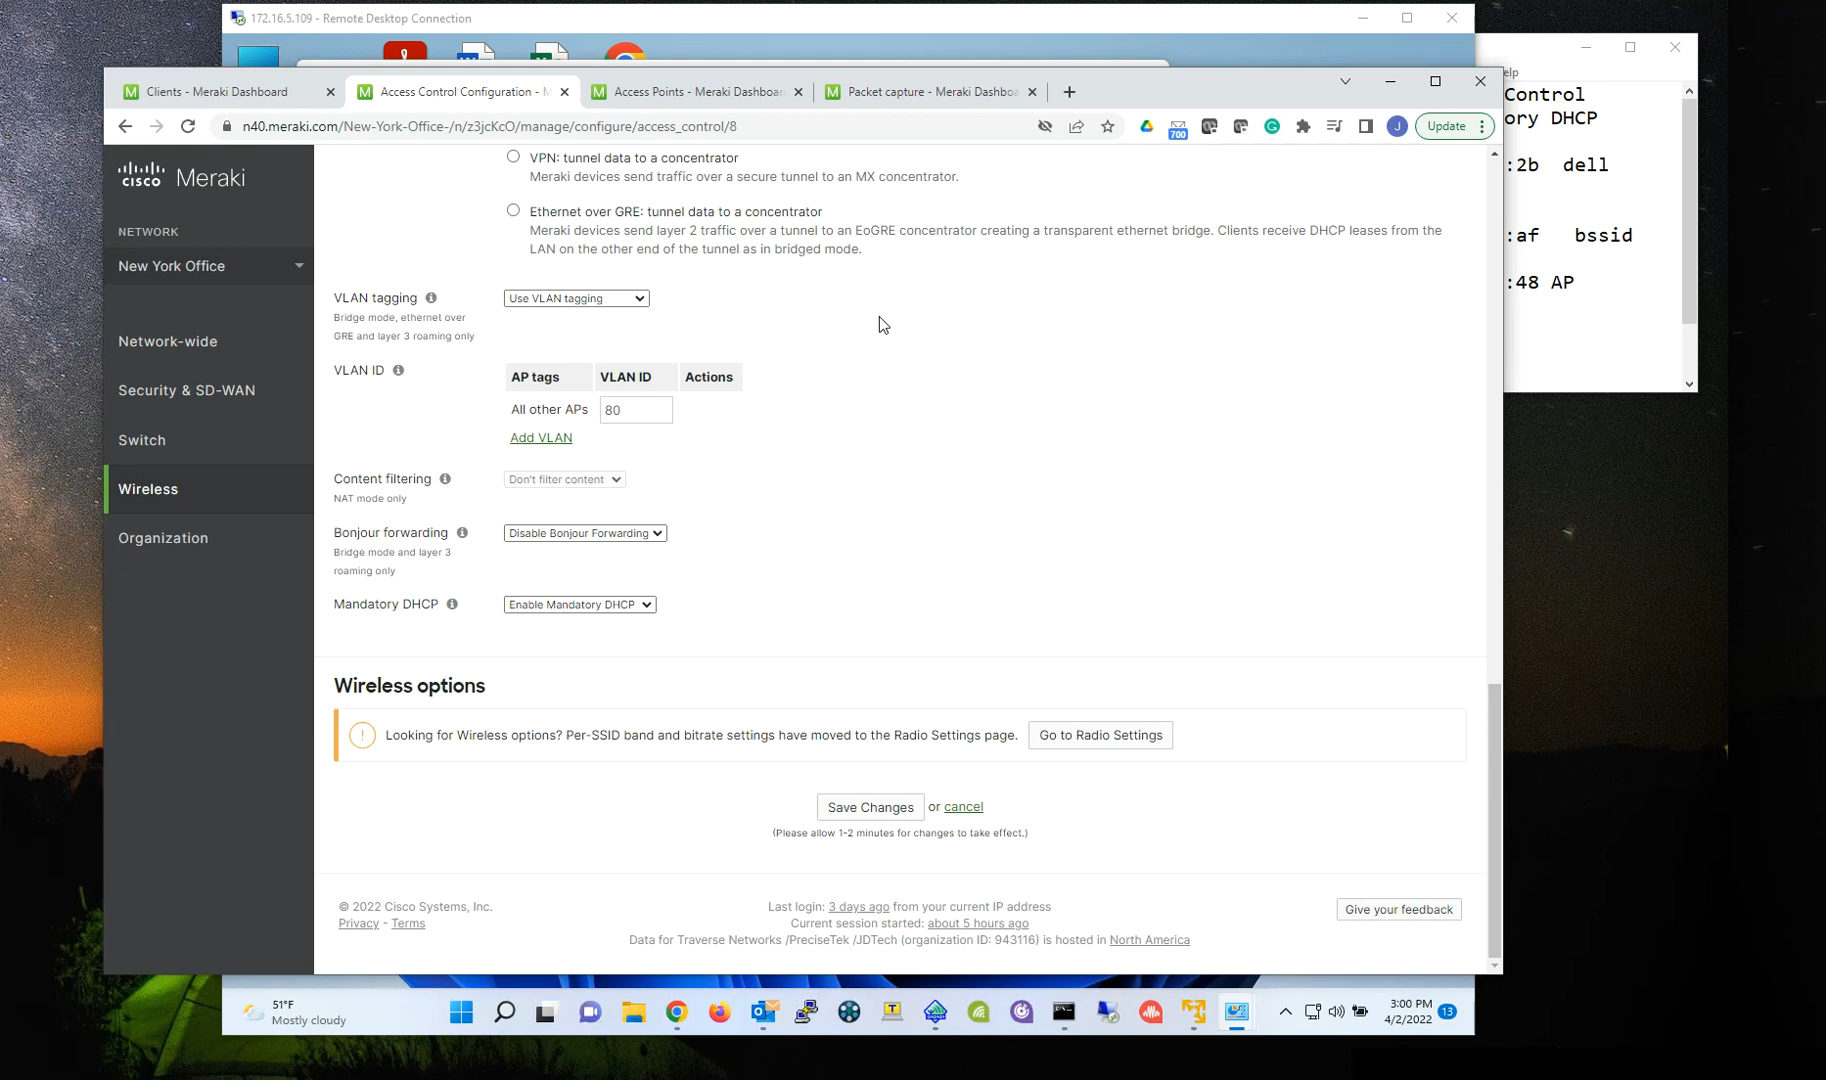 172.16.5.109 - Remote Desktop Connection
elp
Clients - Meraki Dashboard
Access Control Configuration - M
Access Points - Meraki Dashboar
Packet capture - Meraki Dashboa
n40.meraki.com/New-York-Office-/n/z3jcKcO/manage/configure/access_control/8
700
J
Update
Control
ory DHCP
:2b dell
:af bssid
:48 AP
cisco Meraki
NETWORK
New York Office
Network-wide
Security & SD-WAN
Switch
Wireless
Organization
VPN: tunnel data to a concentrator
Meraki devices send traffic over a secure tunnel to an MX concentrator.
Ethernet over GRE: tunnel data to a concentrator
Meraki devices send layer 2 traffic over a tunnel to an EoGRE concentrator creating a transparent ethernet bridge. Clients receive DHCP leases from the
LAN on the other end of the tunnel as in bridged mode.
VLAN tagging
Use VLAN tagging
Bridge mode, ethernet over
GRE and layer 3 roaming only
VLAN ID
AP tags VLAN ID Actions
All other APs 80
Add VLAN
Content filtering
Don't filter content
NAT mode only
Bonjour forwarding
Disable Bonjour Forwarding
Bridge mode and layer 3
roaming only
Mandatory DHCP
Enable Mandatory DHCP
Wireless options
! Looking for Wireless options? Per-SSID band and bitrate settings have moved to the Radio Settings page. Go to Radio Settings
Save Changes or cancel
(Please allow 1-2 minutes for changes to take effect.)
© 2022 Cisco Systems, Inc.
Privacy - Terms
Last login: 3 days ago from your current IP address
Current session started: about 5 hours ago
Data for Traverse Networks /PreciseTek /JDTech (organization ID: 943116) is hosted in North America
Give your feedback
51°F
Mostly cloudy
3:00 PM
4/2/2022
13